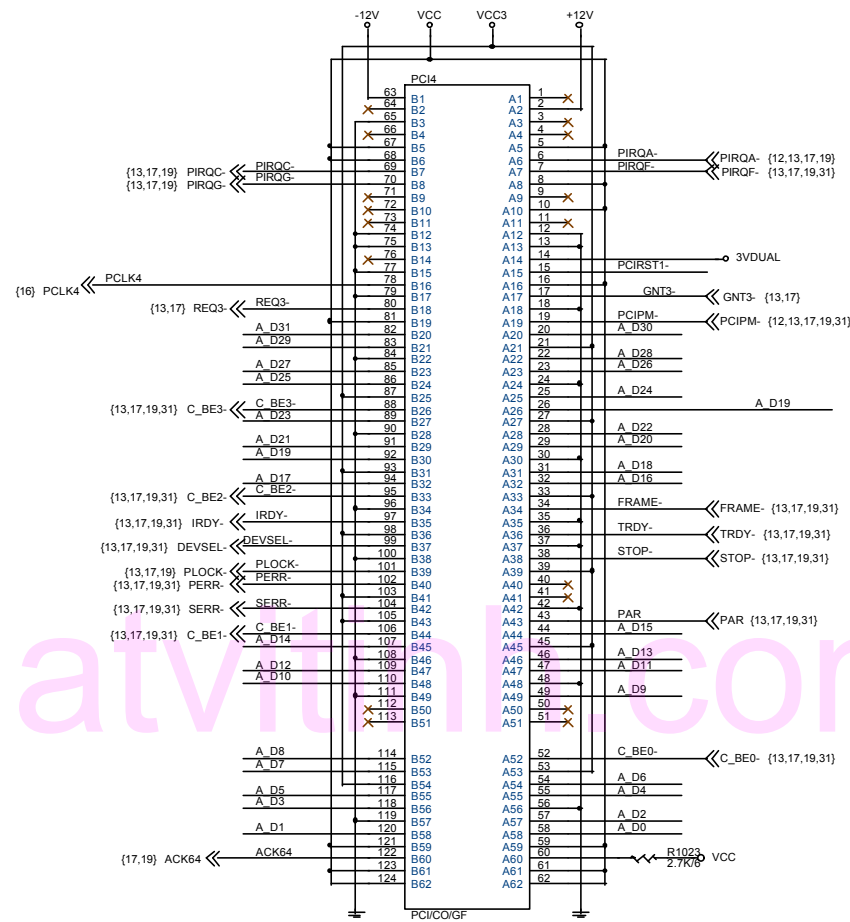 -12V VCC VCC3 +12V
PCI4
63 B1 A1 1
64 B2 A2 2
65 B3 A3 3
66 B4 A4 4
67 B5 A5 5
68 B6 A6 6 PIRQA- PIRQA- {12,13,17,19}
{13,17,19} PIRQC- PIRQC- 69 B7 A7 7 PIRQF- PIRQF- {13,17,19,31}
{13,17,19} PIRQG- PIRQG- 70 B8 A8 8
71 B9 A9 9
72 B10 A10 10
73 B11 A11 11
74 B12 A12 12
75 B13 A13 13
76 B14 A14 14 3VDUAL
77 B15 A15 15 PCIRST1-
{16} PCLK4 PCLK4 78 B16 A16 16
79 B17 A17 17 GNT3- GNT3- {13,17}
{13,17} REQ3- REQ3- 80 B18 A18 18
81 B19 A19 19 PCIPM- PCIPM- {12,13,17,19,31}
A_D31 82 B20 A20 20 A_D30
A_D29 83 B21 A21 21
84 B22 A22 22 A_D28
A_D27 85 B23 A23 23 A_D26
A_D25 86 B24 A24 24
87 B25 A25 25 A_D24
{13,17,19,31} C_BE3- C_BE3- 88 B26 A26 26 A_D19
A_D23 89 B27 A27 27
90 B28 A28 28 A_D22
A_D21 91 B29 A29 29 A_D20
A_D19 92 B30 A30 30
93 B31 A31 31 A_D18
A_D17 94 B32 A32 32 A_D16
{13,17,19,31} C_BE2- C_BE2- 95 B33 A33 33
96 B34 A34 34 FRAME- FRAME- {13,17,19,31}
{13,17,19,31} IRDY- IRDY- 97 B35 A35 35
98 B36 A36 36 TRDY- TRDY- {13,17,19,31}
{13,17,19,31} DEVSEL- DEVSEL- 99 B37 A37 37
100 B38 A38 38 STOP- STOP- {13,17,19,31}
{13,17,19} PLOCK- PLOCK- 101 B39 A39 39
{13,17,19,31} PERR- PERR- 102 B40 A40 40
103 B41 A41 41
{13,17,19,31} SERR- SERR- 104 B42 A42 42
105 B43 A43 43 PAR PAR {13,17,19,31}
{13,17,19,31} C_BE1- C_BE1- 106 B44 A44 44 A_D15
A_D14 107 B45 A45 45
108 B46 A46 46 A_D13
A_D12 109 B47 A47 47 A_D11
A_D10 110 B48 A48 48
111 B49 A49 49 A_D9
112 B50 A50 50
113 B51 A51 51
A_D8 114 B52 A52 52 C_BE0- C_BE0- {13,17,19,31}
A_D7 115 B53 A53 53
116 B54 A54 54 A_D6
A_D5 117 B55 A55 55 A_D4
A_D3 118 B56 A56 56
119 B57 A57 57 A_D2
A_D1 120 B58 A58 58 A_D0
121 B59 A59 59
{17,19} ACK64 ACK64 122 B60 A60 60 R1023 VCC
2.7K/6
123 B61 A61 61
124 B62 A62 62
PCI/CO/GF
atvitinh.com